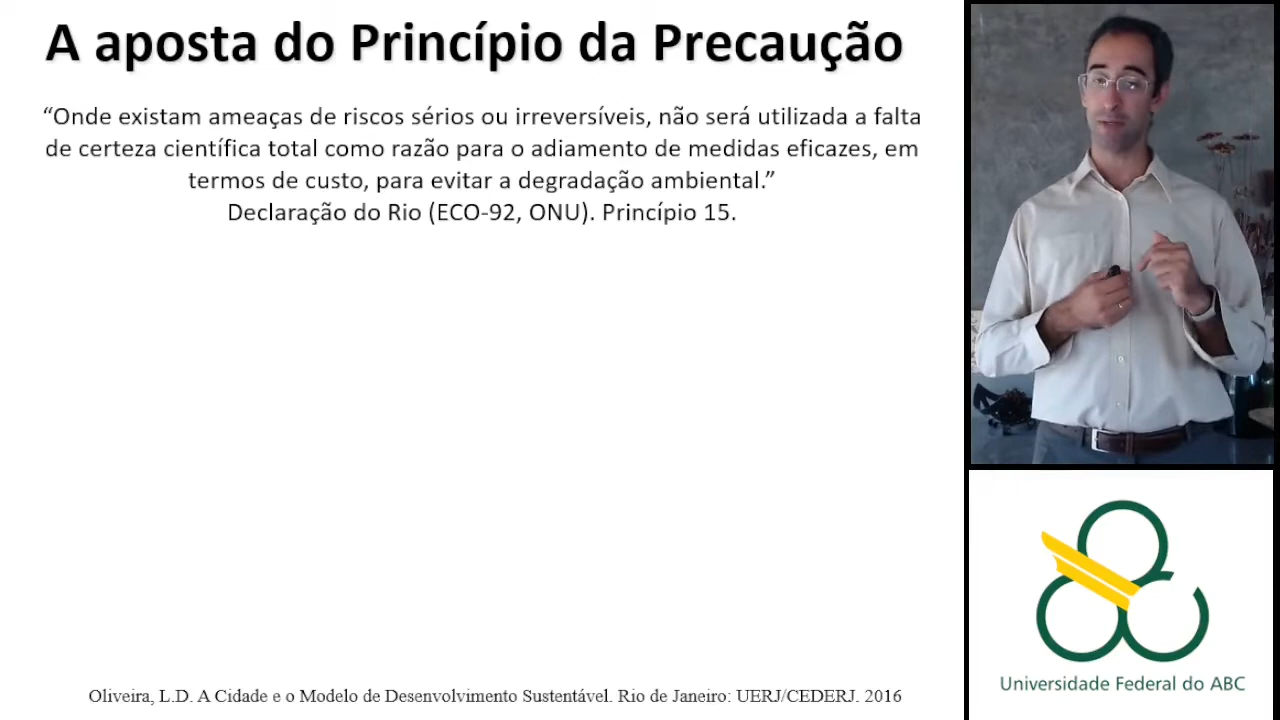 A aposta do Princípio da Precaução
“Onde existam ameaças de riscos sérios ou irreversíveis, não será utilizada a falta
de certeza científica total como razão para o adiamento de medidas eficazes, em
termos de custo, para evitar a degradação ambiental.”
Declaração do Rio (ECO-92, ONU). Princípio 15.
Oliveira, L.D. A Cidade e o Modelo de Desenvolvimento Sustentável. Rio de Janeiro: UERJ/CEDERJ. 2016
Universidade Federal do ABC